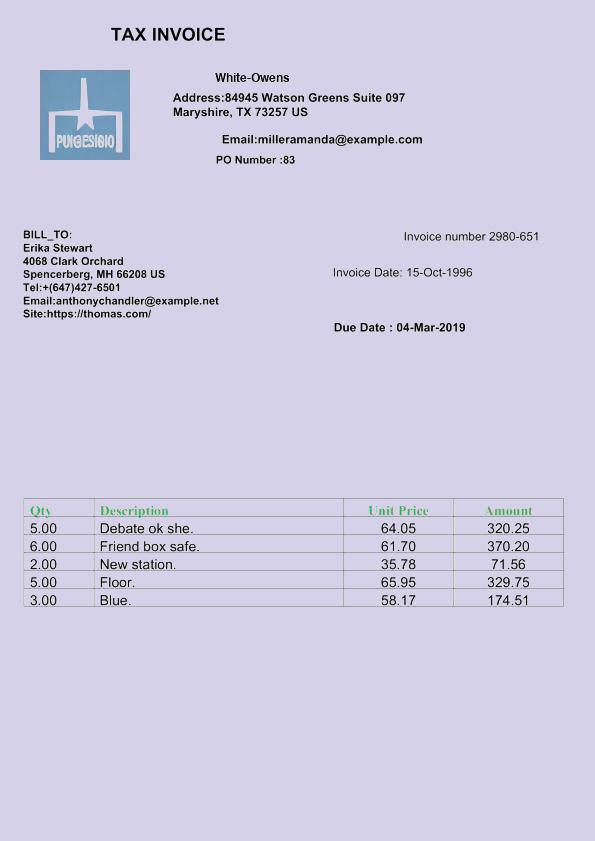 TAX INVOICE
White-Owens
Address:84945 Watson Greens Suite 097
Maryshire, TX 73257 US
Email:milleramanda@example.com
PO Number :83
BILL_TO:
Erika Stewart
4068 Clark Orchard
Spencerberg, MH 66208 US
Tel:+(647)427-6501
Email:anthonychandler@example.net
Site:https://thomas.com/
Invoice number 2980-651
Invoice Date: 15-Oct-1996
Due Date : 04-Mar-2019
Qty Description Unit Price Amount
5.00 Debate ok she. 64.05 320.25
6.00 Friend box safe. 61.70 370.20
2.00 New station. 35.78 71.56
5.00 Floor. 65.95 329.75
3.00 Blue. 58.17 174.51